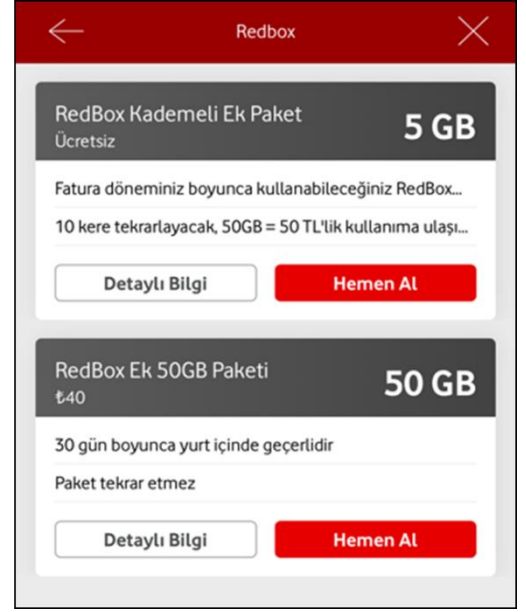 Redbox
RedBox Kademeli Ek Paket
Ücretsiz
5 GB
Fatura döneminiz boyunca kullanabileceğiniz RedBox...
10 kere tekrarlayacak, 50GB = 50 TL'lik kullanıma ulaşı...
Detaylı Bilgi
Hemen Al
RedBox Ek 50GB Paketi
₺40
50 GB
30 gün boyunca yurt içinde geçerlidir
Paket tekrar etmez
Detaylı Bilgi
Hemen Al